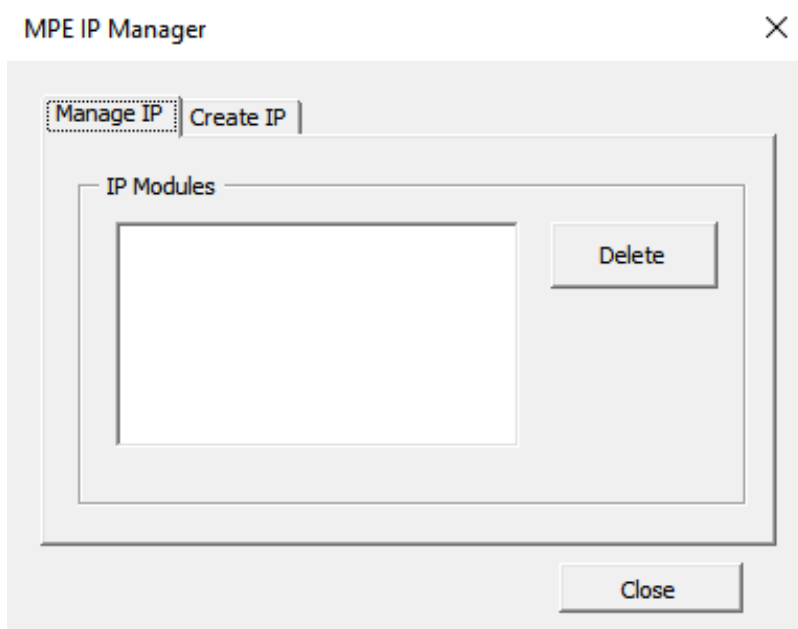 MPE IP Manager
Manage IP
Create IP
IP Modules
Delete
Close